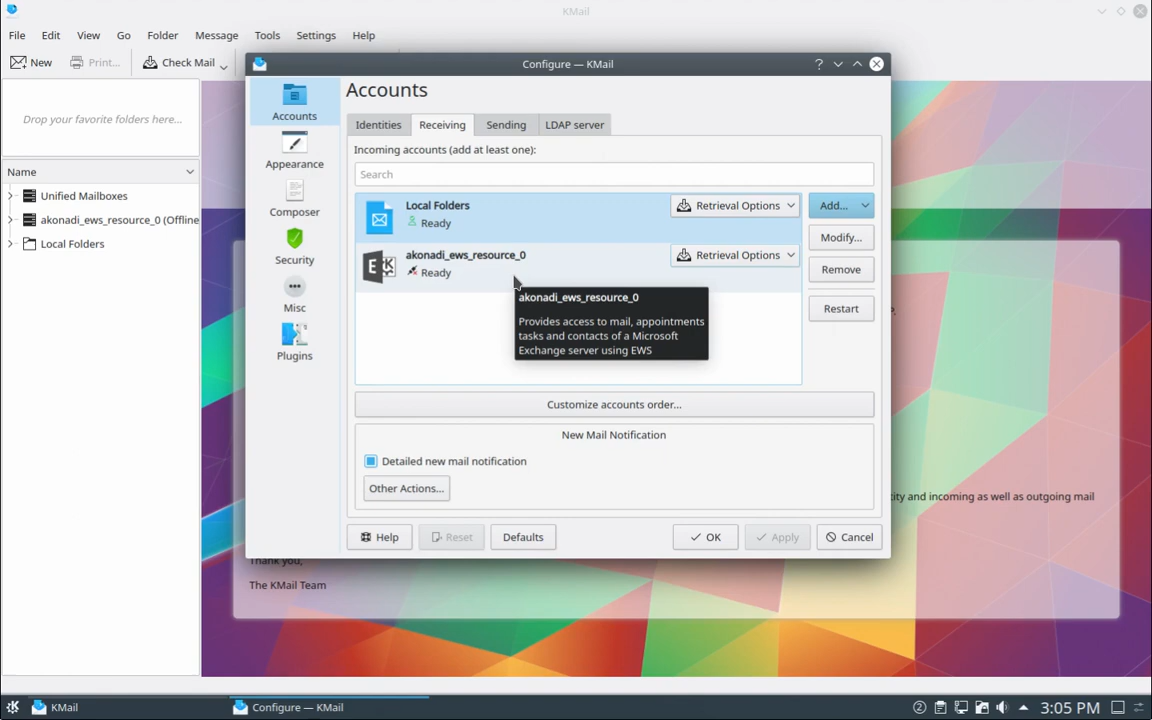 KMail
File Edit View Go Folder Message Tools Settings Help
New Print... Check Mail
Drop your favorite folders here...
Name
Unified Mailboxes
akonadi_ews_resource_0 (Offline
Local Folders
Configure — KMail
?
Accounts
Appearance
Composer
Security
Misc
Plugins
Accounts
Identities Receiving Sending LDAP server
Incoming accounts (add at least one):
Search
Local Folders
Ready
Retrieval Options
akonadi_ews_resource_0
Ready
Retrieval Options
Add...
Modify...
Remove
Restart
akonadi_ews_resource_0
Provides access to mail, appointments
tasks and contacts of a Microsoft
Exchange server using EWS
Customize accounts order...
New Mail Notification
Detailed new mail notification
Other Actions...
Help Reset Defaults OK Apply Cancel
ity and incoming as well as outgoing mail
Thank you,
The KMail Team
KMail Configure — KMail 2 3:05 PM